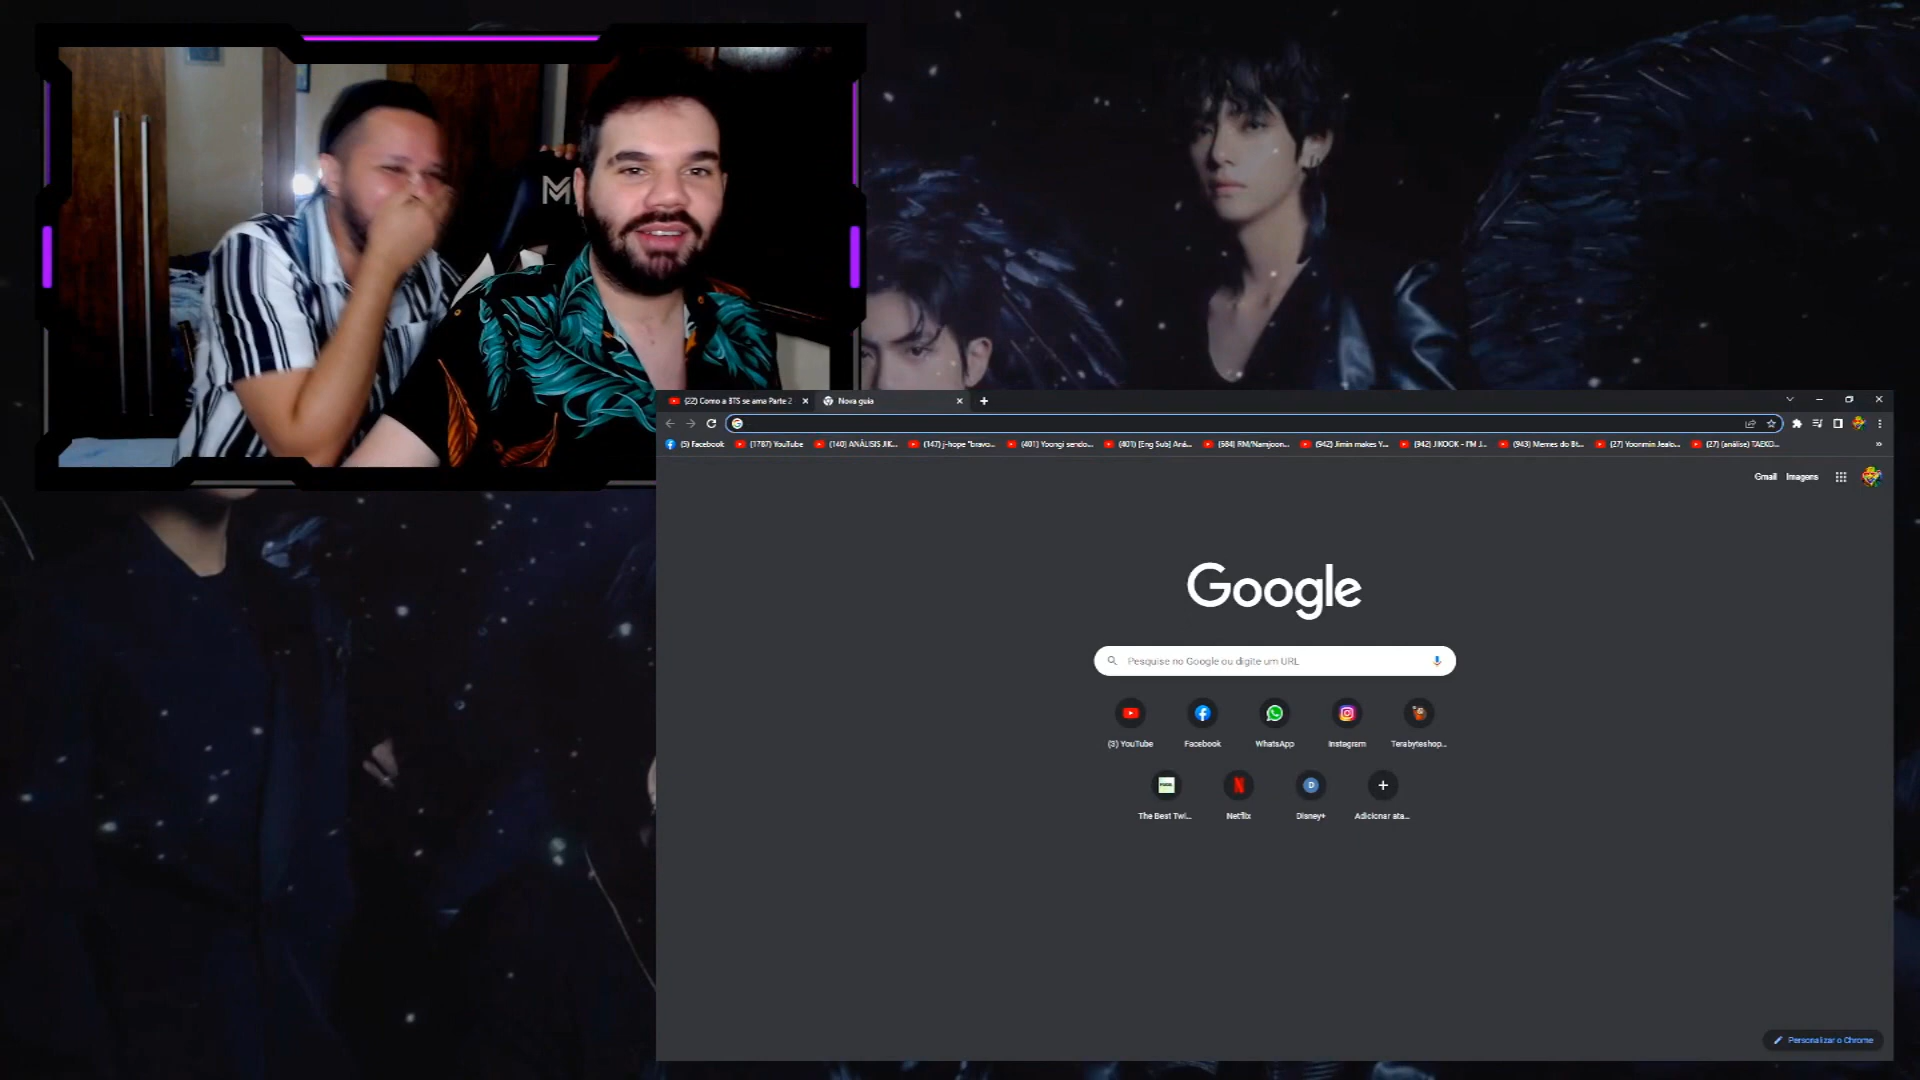 M
(22) Como a BTS se ama Parte 2
Nova guia
(5) Facebook
(1787) YouTube
(140) ANÁLISIS JIK...
(147) j-hope "bravo...
(401) Yoongi sendo...
(401) [Eng Sub] Aná...
(684) RM/Namjoon...
(942) Jimin makes Y...
(942) JIKOOK - I'M J...
(943) Memes do Bt...
(27) Yoonmin Jealo...
(27) (análise) TAEKO...
Gmail Imagens
Google
Pesquise no Google ou digite um URL
(3) YouTube
Facebook
WhatsApp
Instagram
Terabyteshop...
The Best Twi...
Netflix
D
Disney+
Adicionar ata...
Personalizar o Chrome